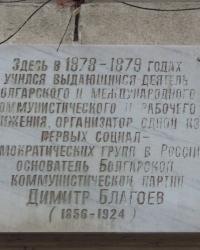 Здесь в 1878-1879 годах
учился выдающийся деятель
болгарского и международного
коммунистического и рабочего
движения, организатор одной из
первых социал-
демократических групп в России,
основатель Болгарской
коммунистической партии
Димитр Благоев
(1856-1924)